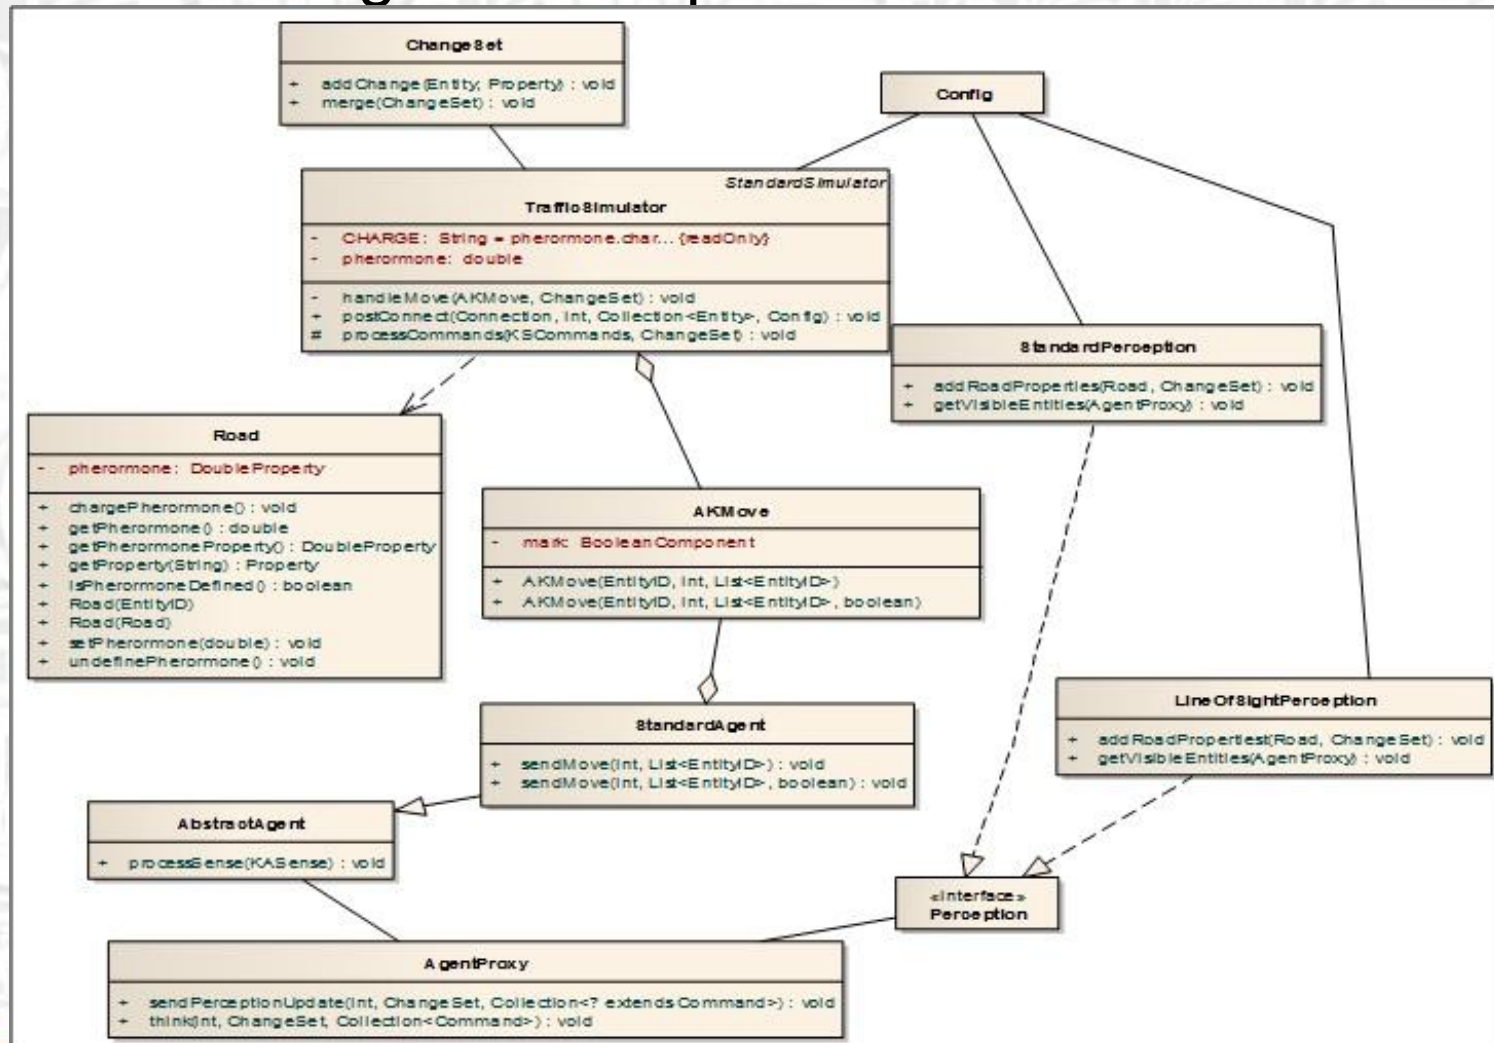 ChangeSet
+ addChange(Entity, Property) : void
+ merge(ChangeSet) : void
Config
StandardSimulator
TrafficSimulator
- CHARGE: String = pherormone.char... {readOnly}
- pherormone: double
- handleMove(AKMove, ChangeSet) : void
+ postConnect(Connection, int, Collection<Entity>, Config) : void
# processCommands(KSCommands, ChangeSet) : void
StandardPerception
+ addRoadProperties(Road, ChangeSet) : void
+ getVisibleEntities(AgentProxy) : void
Road
- pherormone: DoubleProperty
+ chargePherormone() : void
+ getPherormone() : double
+ getPherormoneProperty() : DoubleProperty
+ getProperty(String) : Property
+ isPherormoneDefined() : boolean
+ Road(EntityID)
+ Road(Road)
+ setPherormone(double) : void
+ undefinePherormone() : void
AKMove
- mark: BooleanComponent
+ AKMove(EntityID, int, List<EntityID>)
+ AKMove(EntityID, int, List<EntityID>, boolean)
LineOfSightPerception
+ addRoadPropertiest(Road, ChangeSet) : void
+ getVisibleEntities(AgentProxy) : void
StandardAgent
+ sendMove(int, List<EntityID>) : void
+ sendMove(int, List<EntityID>, boolean) : void
AbstractAgent
+ processSense(KASense) : void
«interface»
Perception
AgentProxy
+ sendPerceptionUpdate(int, ChangeSet, Collection<? extends Command>) : void
+ think(int, ChangeSet, Collection<Command>) : void